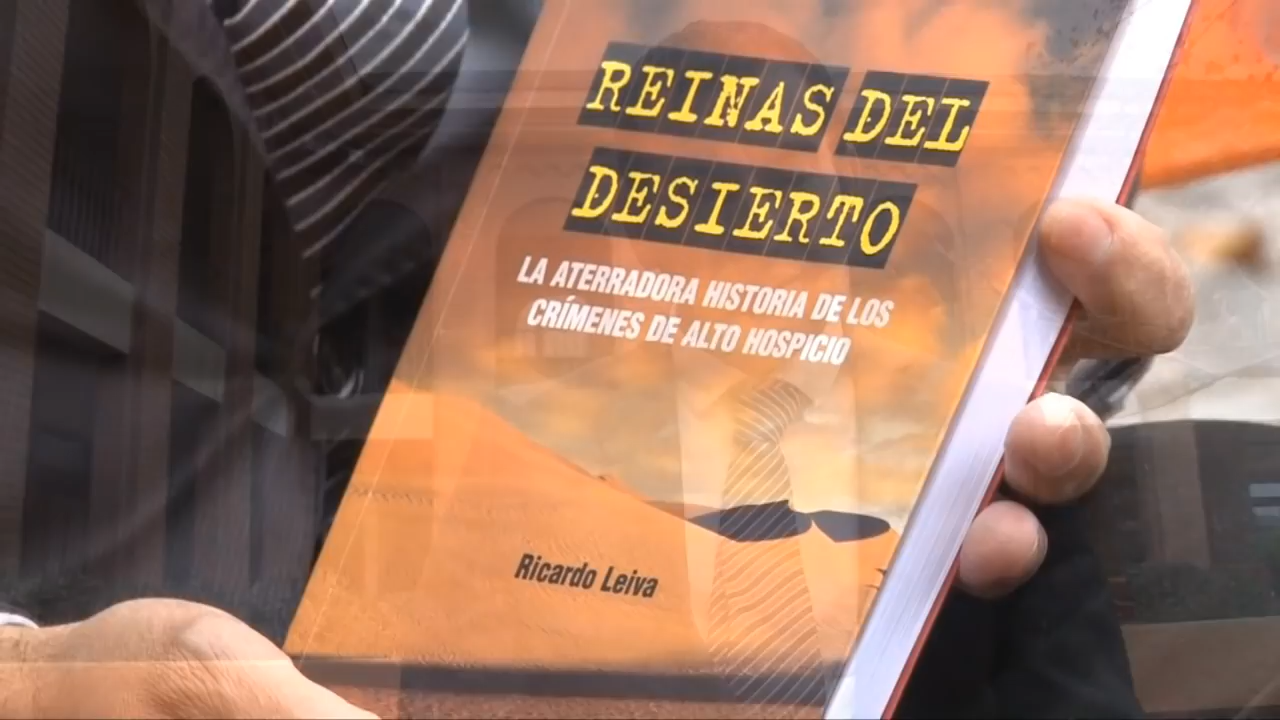 REINAS DEL
DESIERTO
LA ATERRADORA HISTORIA DE LOS
CRÍMENES DE ALTO HOSPICIO
Ricardo Leiva